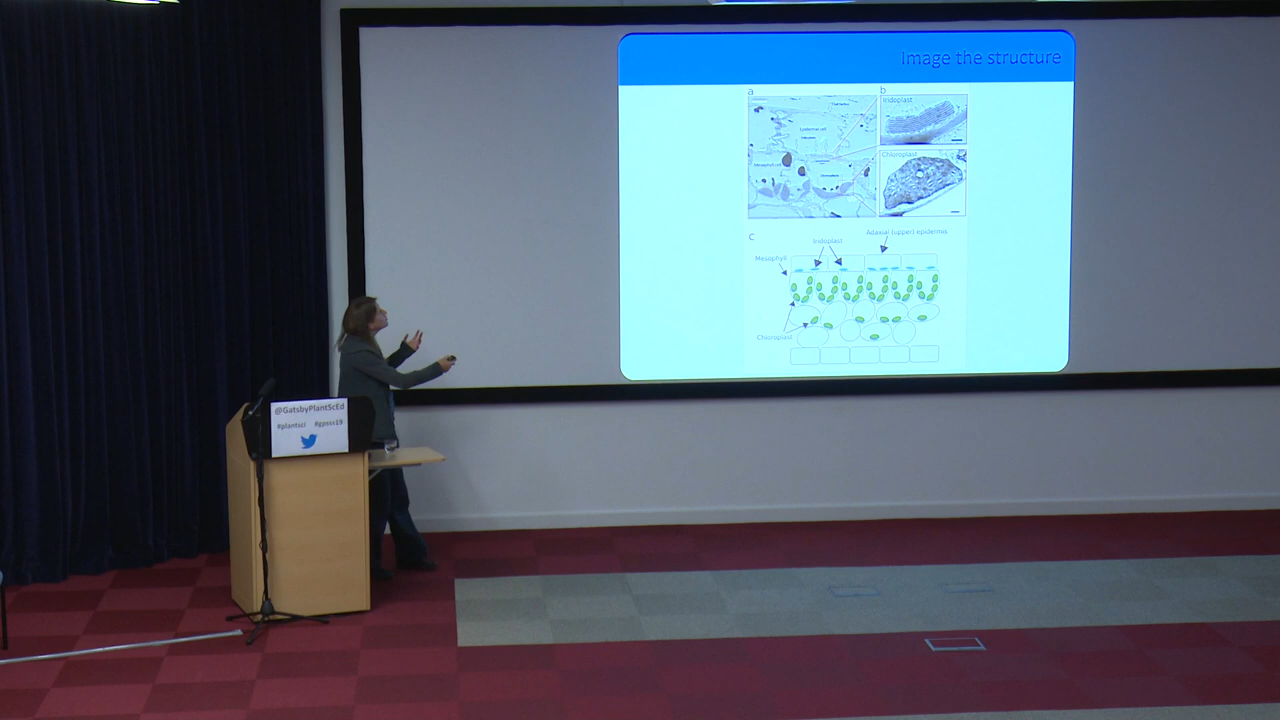 Image the structure
a
b
Iridoplast
Epidermal cell
Mesophyll cell
Chloroplast
c
Iridoplast
Adaxial (upper) epidermis
Mesophyll
Chloroplast
@GatsbyPlantScEd
#plantsci #gpsss19